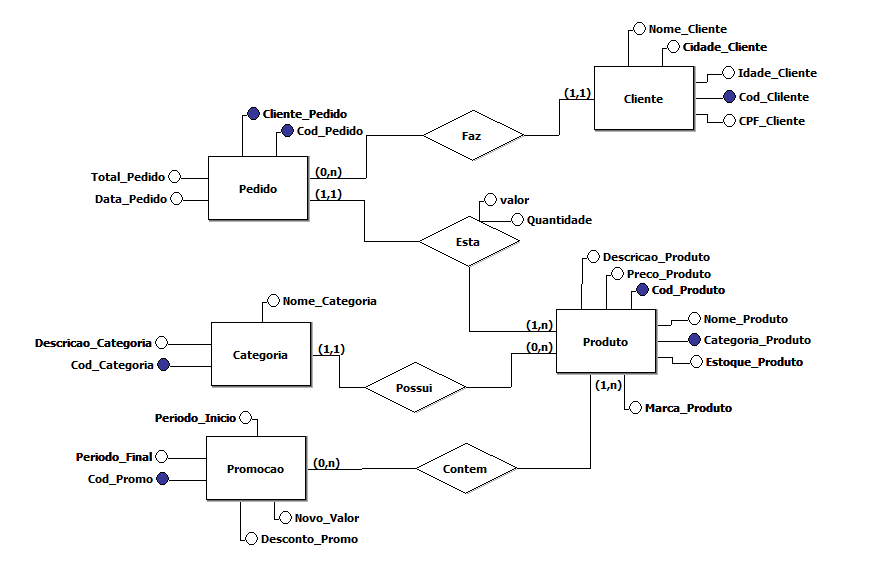 Nome_Cliente
Cidade_Cliente
Idade_Cliente
Cod_Clilente
CPF_Cliente
Cliente
(1,1)
Faz
Cliente_Pedido
Cod_Pedido
Total_Pedido
Data_Pedido
Pedido
(0,n)
(1,1)
valor
Quantidade
Esta
Descricao_Produto
Preco_Produto
Cod_Produto
Nome_Produto
Categoria_Produto
Estoque_Produto
Marca_Produto
Produto
(1,n)
(0,n)
(1,n)
Nome_Categoria
Descricao_Categoria
Cod_Categoria
Categoria
(1,1)
Possui
Periodo_Inicio
Periodo_Final
Cod_Promo
Promocao
(0,n)
Contem
Novo_Valor
Desconto_Promo